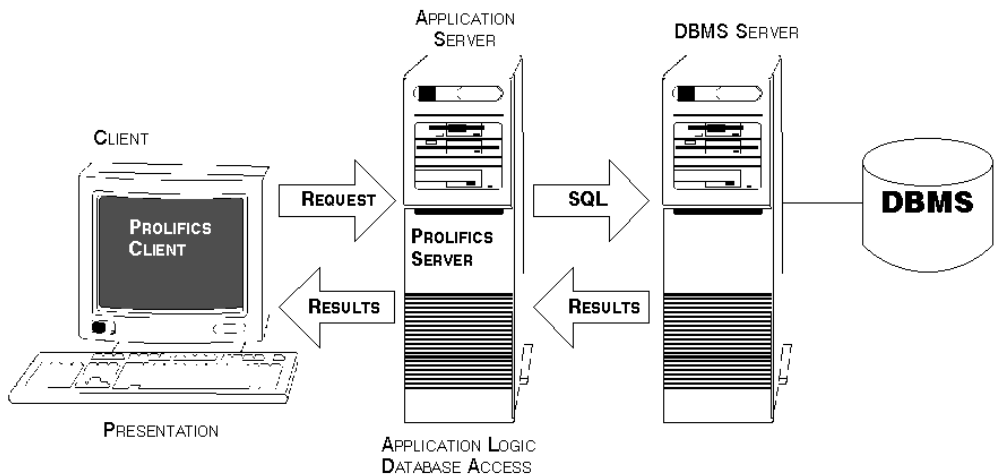 APPLICATION
SERVER
DBMS SERVER
CLIENT
PROLIFICS
CLIENT
REQUEST
SQL
DBMS
PROLIFICS
SERVER
RESULTS
RESULTS
PRESENTATION
APPLICATION LOGIC
DATABASE ACCESS